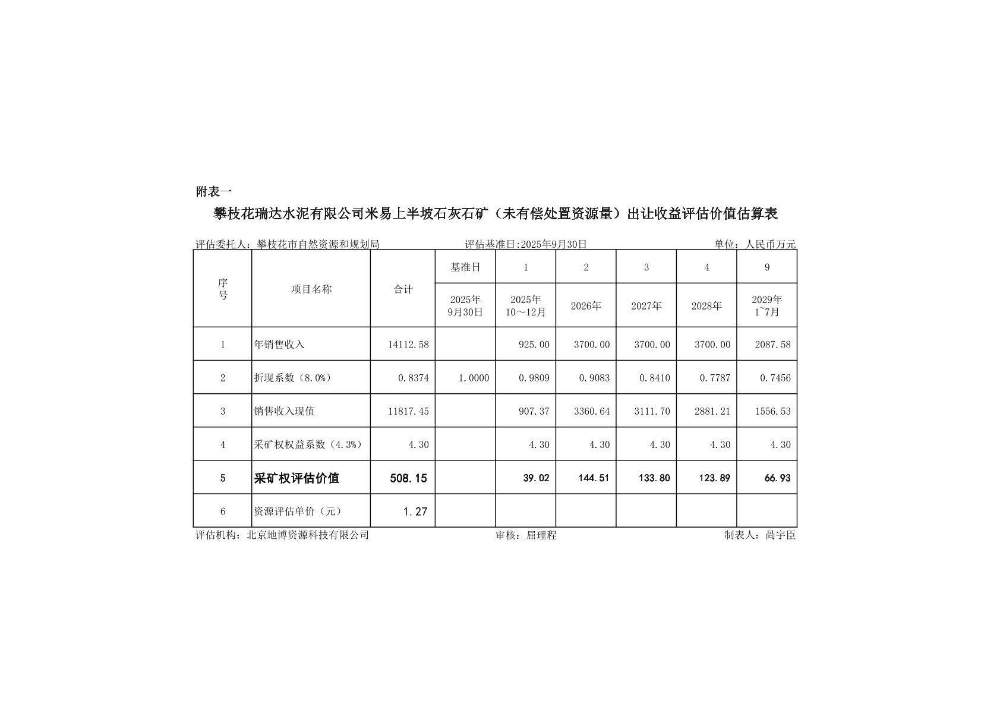 附表一
攀枝花瑞达水泥有限公司米易上半坡石灰石矿（未有偿处置资源量）出让收益评估价值估算表
评估委托人：攀枝花市自然资源和规划局 评估基准日:2025年9月30日 单位：人民币万元
序号 项目名称 合计 基准日 1 2 3 4 9
2025年9月30日 2025年10～12月 2026年 2027年 2028年 2029年1~7月
1 年销售收入 14112.58 925.00 3700.00 3700.00 3700.00 2087.58
2 折现系数（8.0%） 0.8374 1.0000 0.9809 0.9083 0.8410 0.7787 0.7456
3 销售收入现值 11817.45 907.37 3360.64 3111.70 2881.21 1556.53
4 采矿权权益系数（4.3%） 4.30 4.30 4.30 4.30 4.30 4.30
5 采矿权评估价值 508.15 39.02 144.51 133.80 123.89 66.93
6 资源评估单价（元） 1.27
评估机构：北京地博资源科技有限公司 审核：屈理程 制表人：咼宇臣